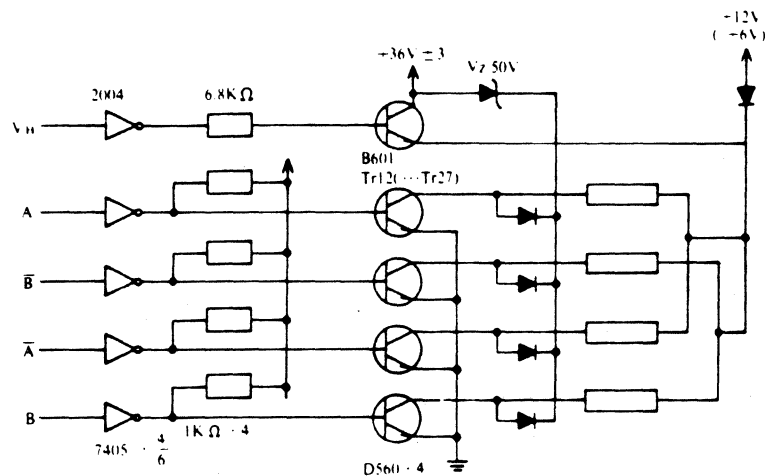 +12V
( +6V)
+36V ±3
Vz 50V
2004
6.8KΩ
VH
B601
Tr12(···Tr27)
A
B̅
A̅
B
7405 · 4/6
1KΩ · 4
D560 · 4